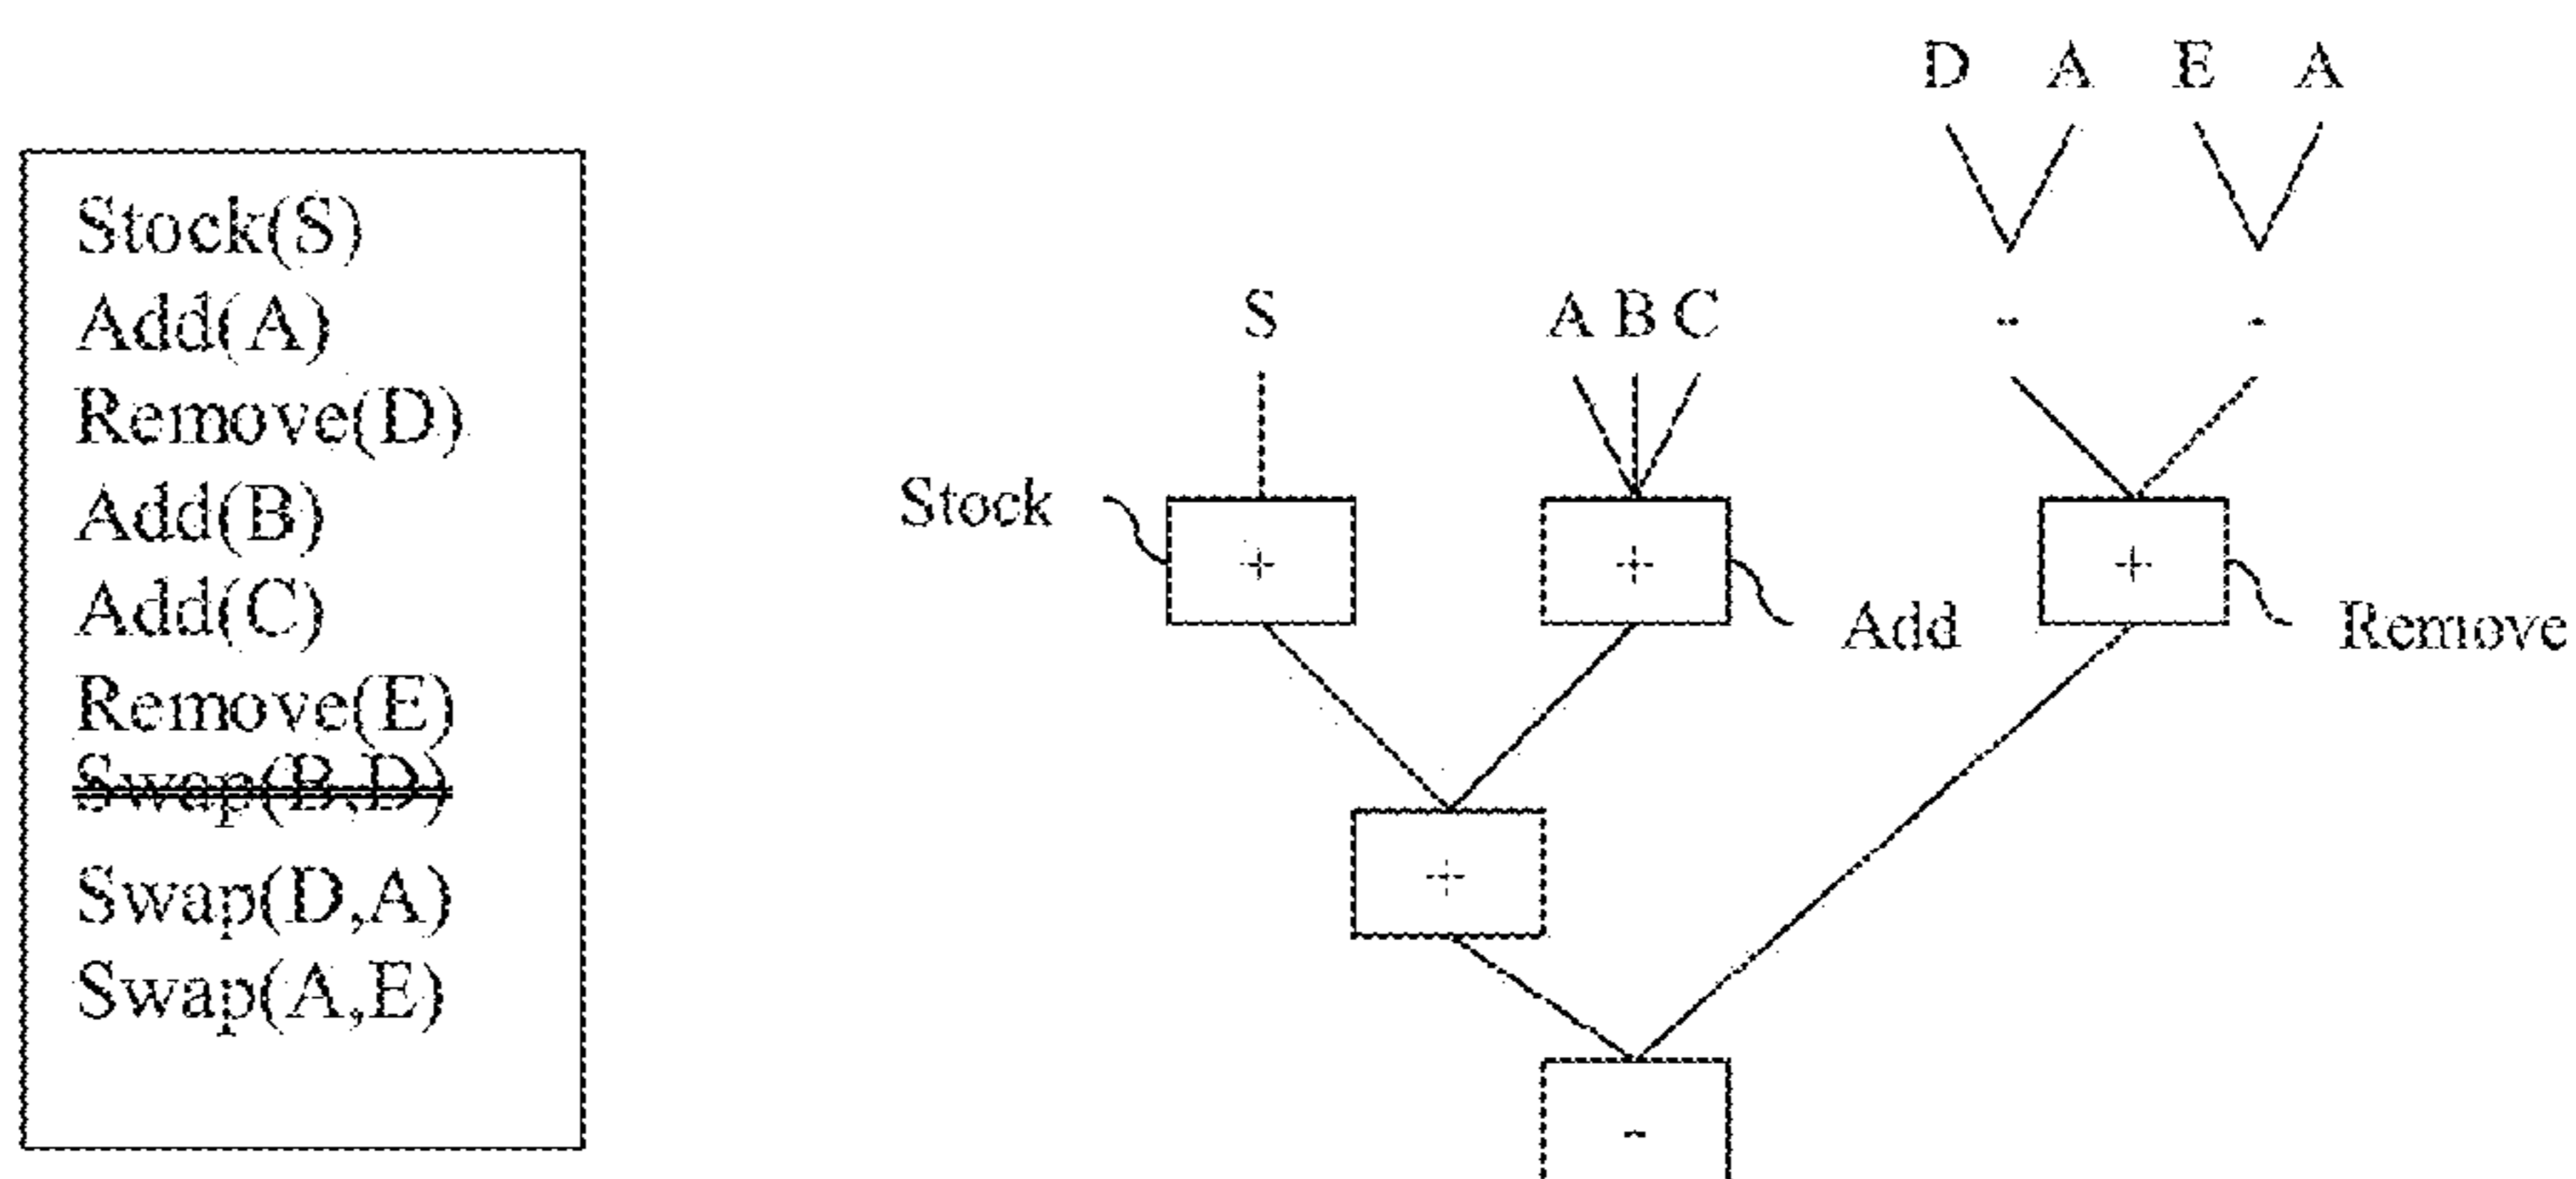 Stock(S)
Add(A)
Remove(D)
Add(B)
Add(C)
Remove(E)
Swap(B,D)
Swap(D,A)
Swap(A,E)
D A E A
- -
S
A B C
Stock
+
+
Add
+
Remove
+
-